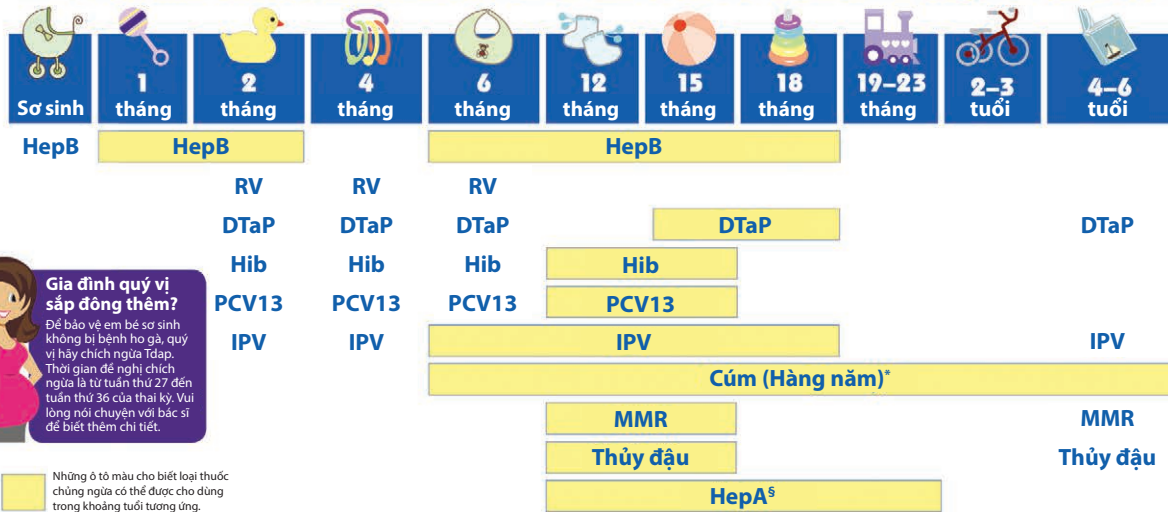 Sơ sinh
1
tháng
2
tháng
4
tháng
6
tháng
12
tháng
15
tháng
18
tháng
19–23
tháng
2–3
tuổi
4–6
tuổi
HepB HepB HepB
RV RV RV
DTaP DTaP DTaP DTaP DTaP
Hib Hib Hib Hib
PCV13 PCV13 PCV13 PCV13
IPV IPV IPV IPV
Cúm (Hàng năm)*
MMR MMR
Thủy đậu Thủy đậu
HepA§
Gia đình quý vị
sắp đông thêm?
Để bảo vệ em bé sơ sinh
không bị bệnh ho gà, quý
vị hãy chích ngừa Tdap.
Thời gian đề nghị chích
ngừa là từ tuần thứ 27 đến
tuần thứ 36 của thai kỳ. Vui
lòng nói chuyện với bác sĩ
để biết thêm chi tiết.
Những ô tô màu cho biết loại thuốc
chủng ngừa có thể được cho dùng
trong khoảng tuổi tương ứng.